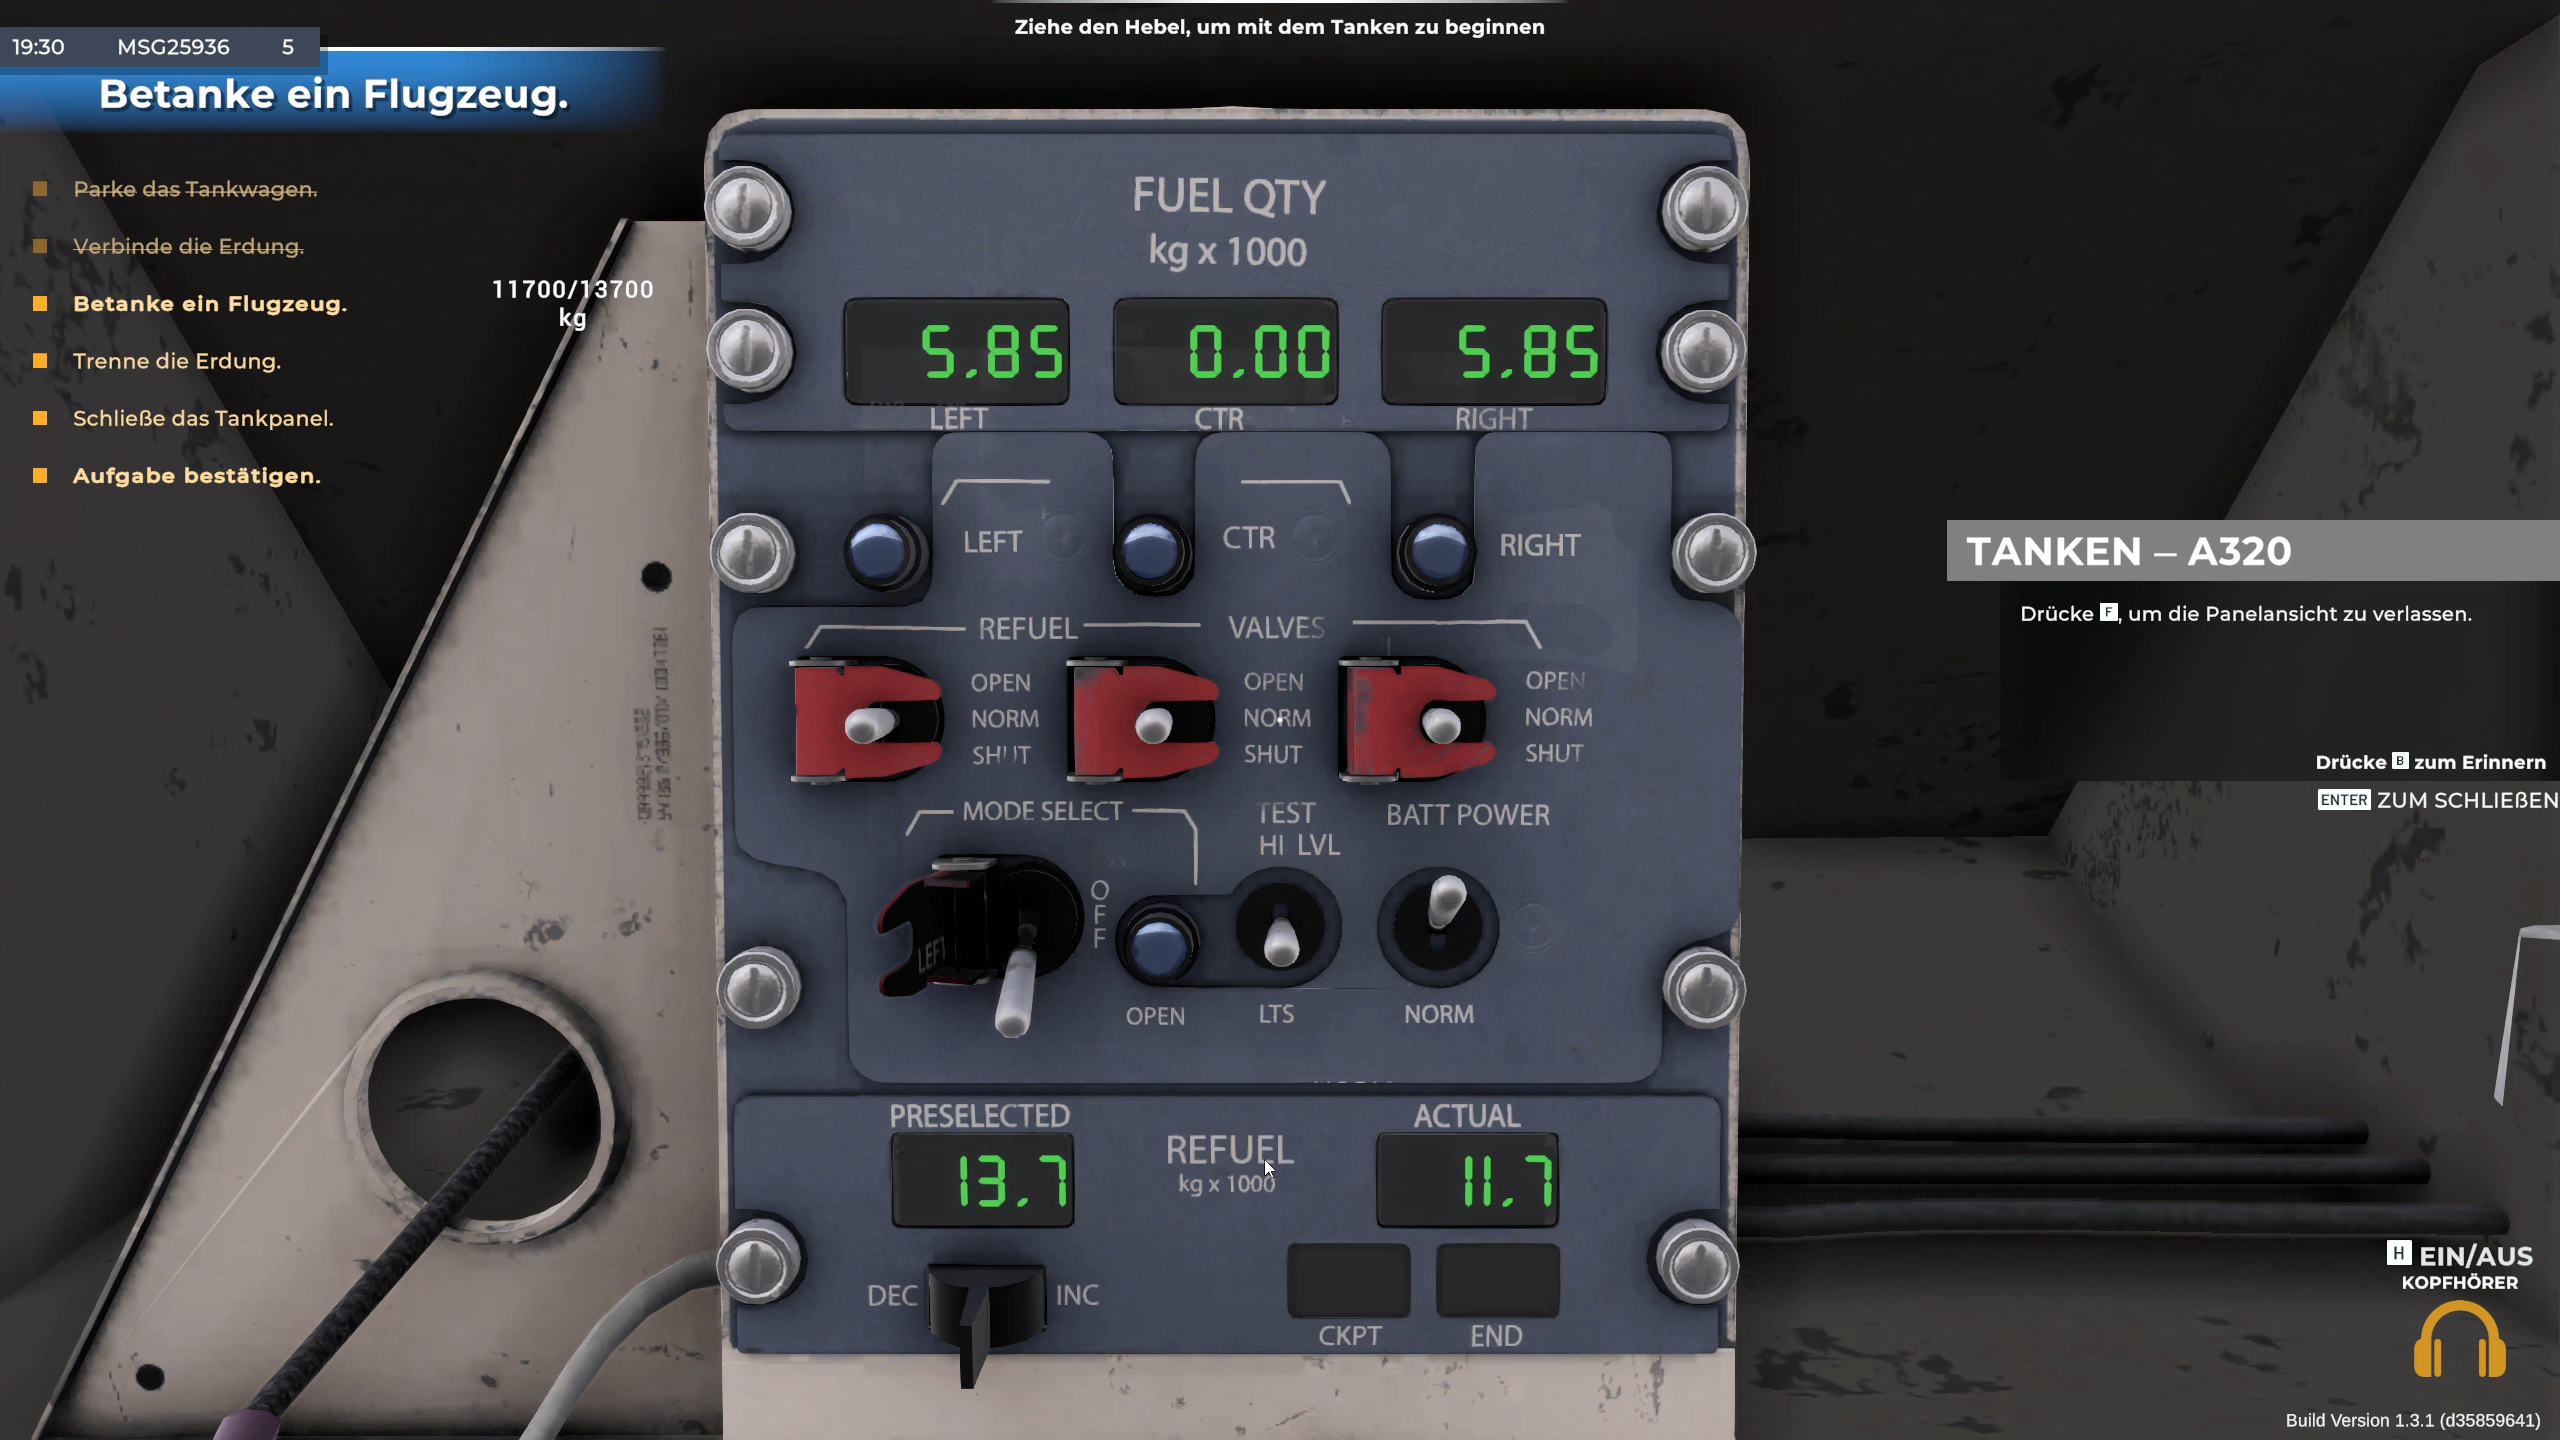 Ziehe den Hebel, um mit dem Tanken zu beginnen
19:30 MSG25936 5
Betanke ein Flugzeug.
Parke das Tankwagen.
Verbinde die Erdung.
Betanke ein Flugzeug.
Trenne die Erdung.
Schließe das Tankpanel.
Aufgabe bestätigen.
11700/13700
kg
FUEL QTY
kg x 1000
5.85 0.00 5.85
LEFT CTR RIGHT
LEFT CTR RIGHT
REFUEL VALVES
OPEN OPEN OPEN
NORM NORM NORM
SHUT SHUT SHUT
MODE SELECT TEST BATT POWER
HI LVL
LEFT
OFF
OPEN LTS NORM
PRESELECTED ACTUAL
REFUEL
kg x 1000
13.7 11.7
DEC INC
CKPT END
TANKEN – A320
Drücke F, um die Panelansicht zu verlassen.
Drücke B zum Erinnern
ENTER ZUM SCHLIEßEN
H EIN/AUS
KOPFHÖRER
Build Version 1.3.1 (d35859641)